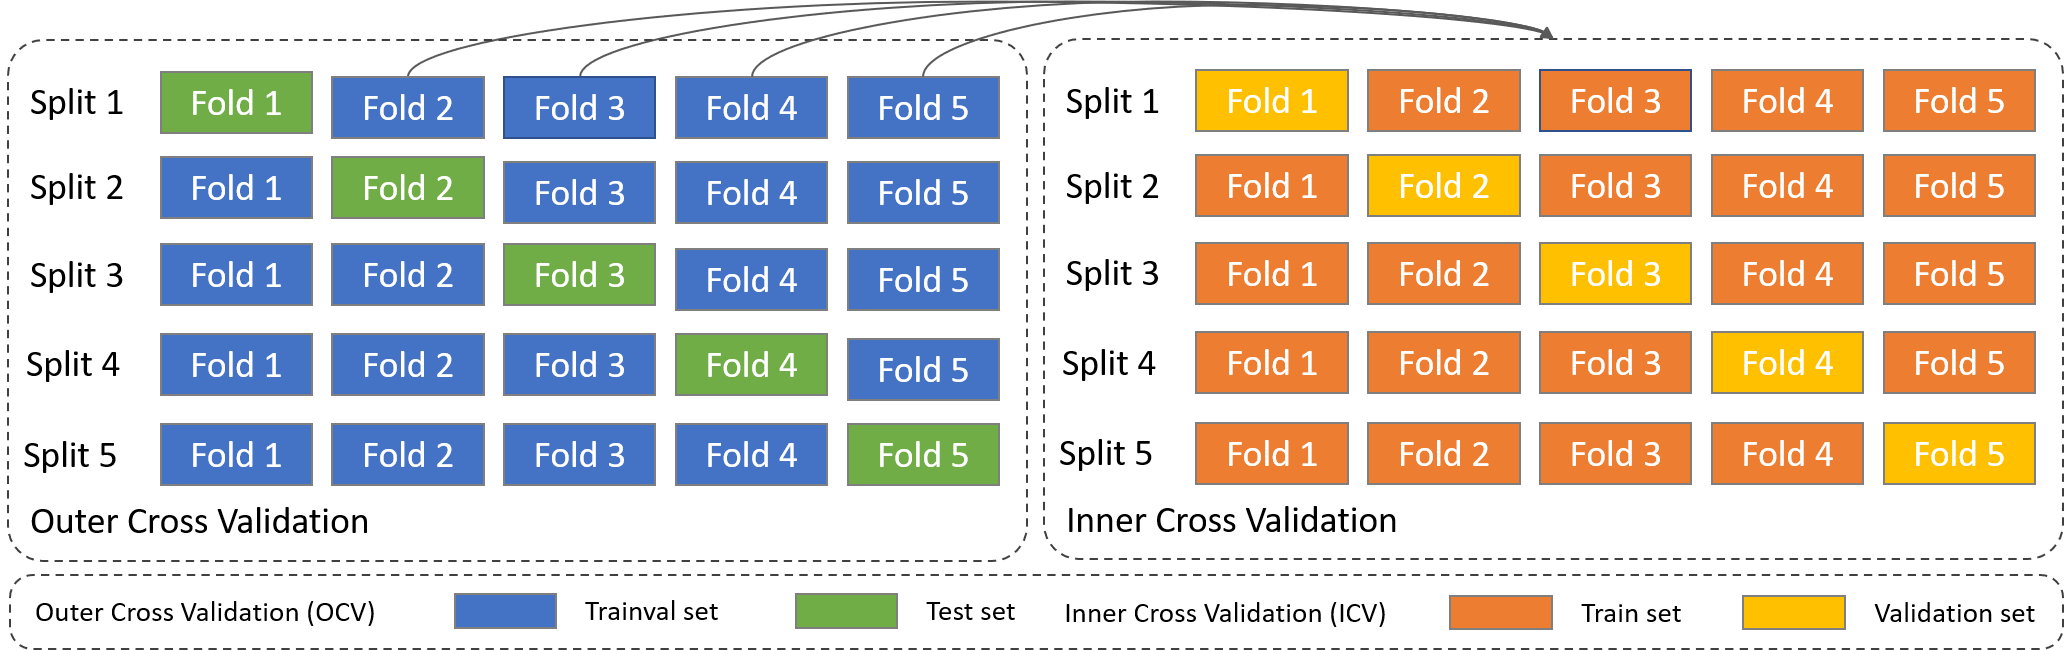 Split 1 Fold 1 Fold 2 Fold 3 Fold 4 Fold 5
Split 2 Fold 1 Fold 2 Fold 3 Fold 4 Fold 5
Split 3 Fold 1 Fold 2 Fold 3 Fold 4 Fold 5
Split 4 Fold 1 Fold 2 Fold 3 Fold 4 Fold 5
Split 5 Fold 1 Fold 2 Fold 3 Fold 4 Fold 5
Outer Cross Validation
Split 1 Fold 1 Fold 2 Fold 3 Fold 4 Fold 5
Split 2 Fold 1 Fold 2 Fold 3 Fold 4 Fold 5
Split 3 Fold 1 Fold 2 Fold 3 Fold 4 Fold 5
Split 4 Fold 1 Fold 2 Fold 3 Fold 4 Fold 5
Split 5 Fold 1 Fold 2 Fold 3 Fold 4 Fold 5
Inner Cross Validation
Outer Cross Validation (OCV) Trainval set Test set Inner Cross Validation (ICV) Train set Validation set